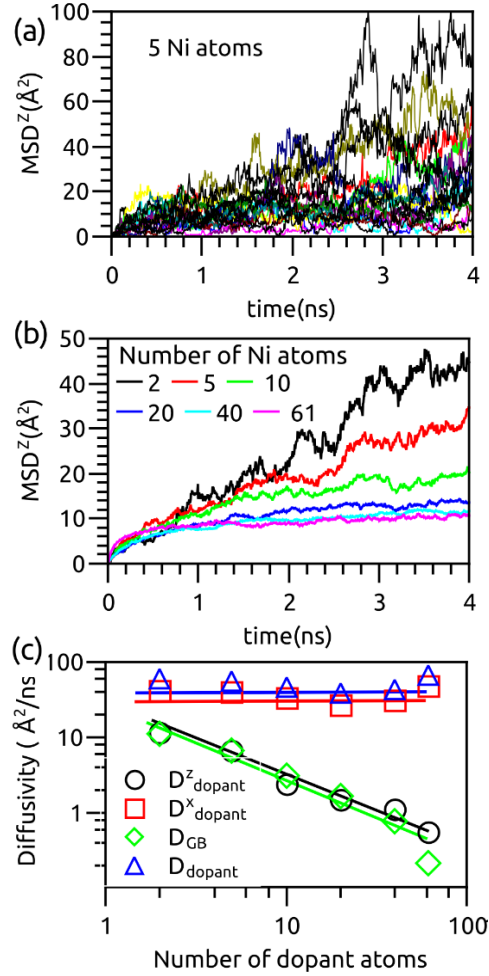 (a)
5 Ni atoms
MSD^z(Å²)
100
80
60
40
20
0
0 1 2 3 4
time(ns)
(b)
Number of Ni atoms
2 5 10
20 40 61
MSD^z(Å²)
50
40
30
20
10
0
0 1 2 3 4
time(ns)
(c)
Diffusivity ( Å²/ns)
100
10
1
D^z_dopant
D^x_dopant
D_GB
D_dopant
1 10 100
Number of dopant atoms